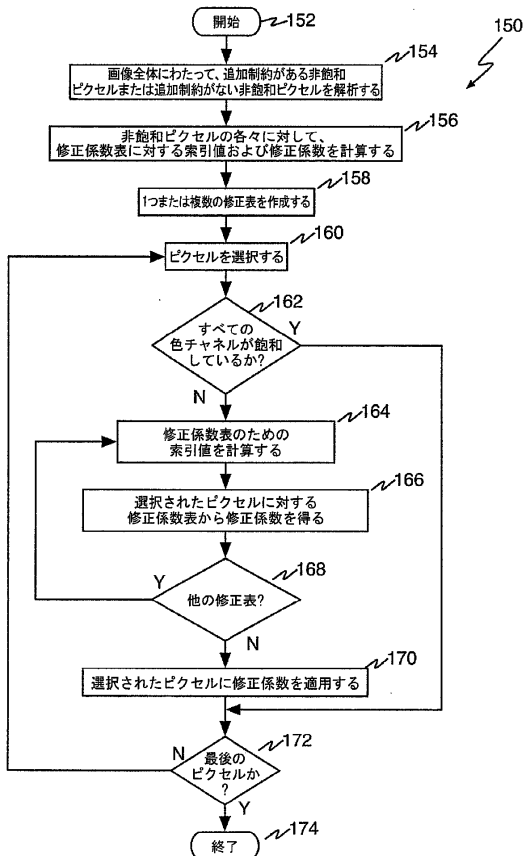 開始
152
150
154
画像全体にわたって、追加制約がある非飽和
ピクセルまたは追加制約がない非飽和ピクセルを解析する
156
非飽和ピクセルの各々に対して、
修正係数表に対する索引値および修正係数を計算する
158
1つまたは複数の修正表を作成する
160
ピクセルを選択する
162
すべての
色チャネルが飽和
しているか?
Y
N
164
修正係数表のための
索引値を計算する
166
選択されたピクセルに対する
修正係数表から修正係数を得る
168
Y
他の修正表?
N
170
選択されたピクセルに修正係数を適用する
172
N
最後の
ピクセルか
?
Y
174
終了